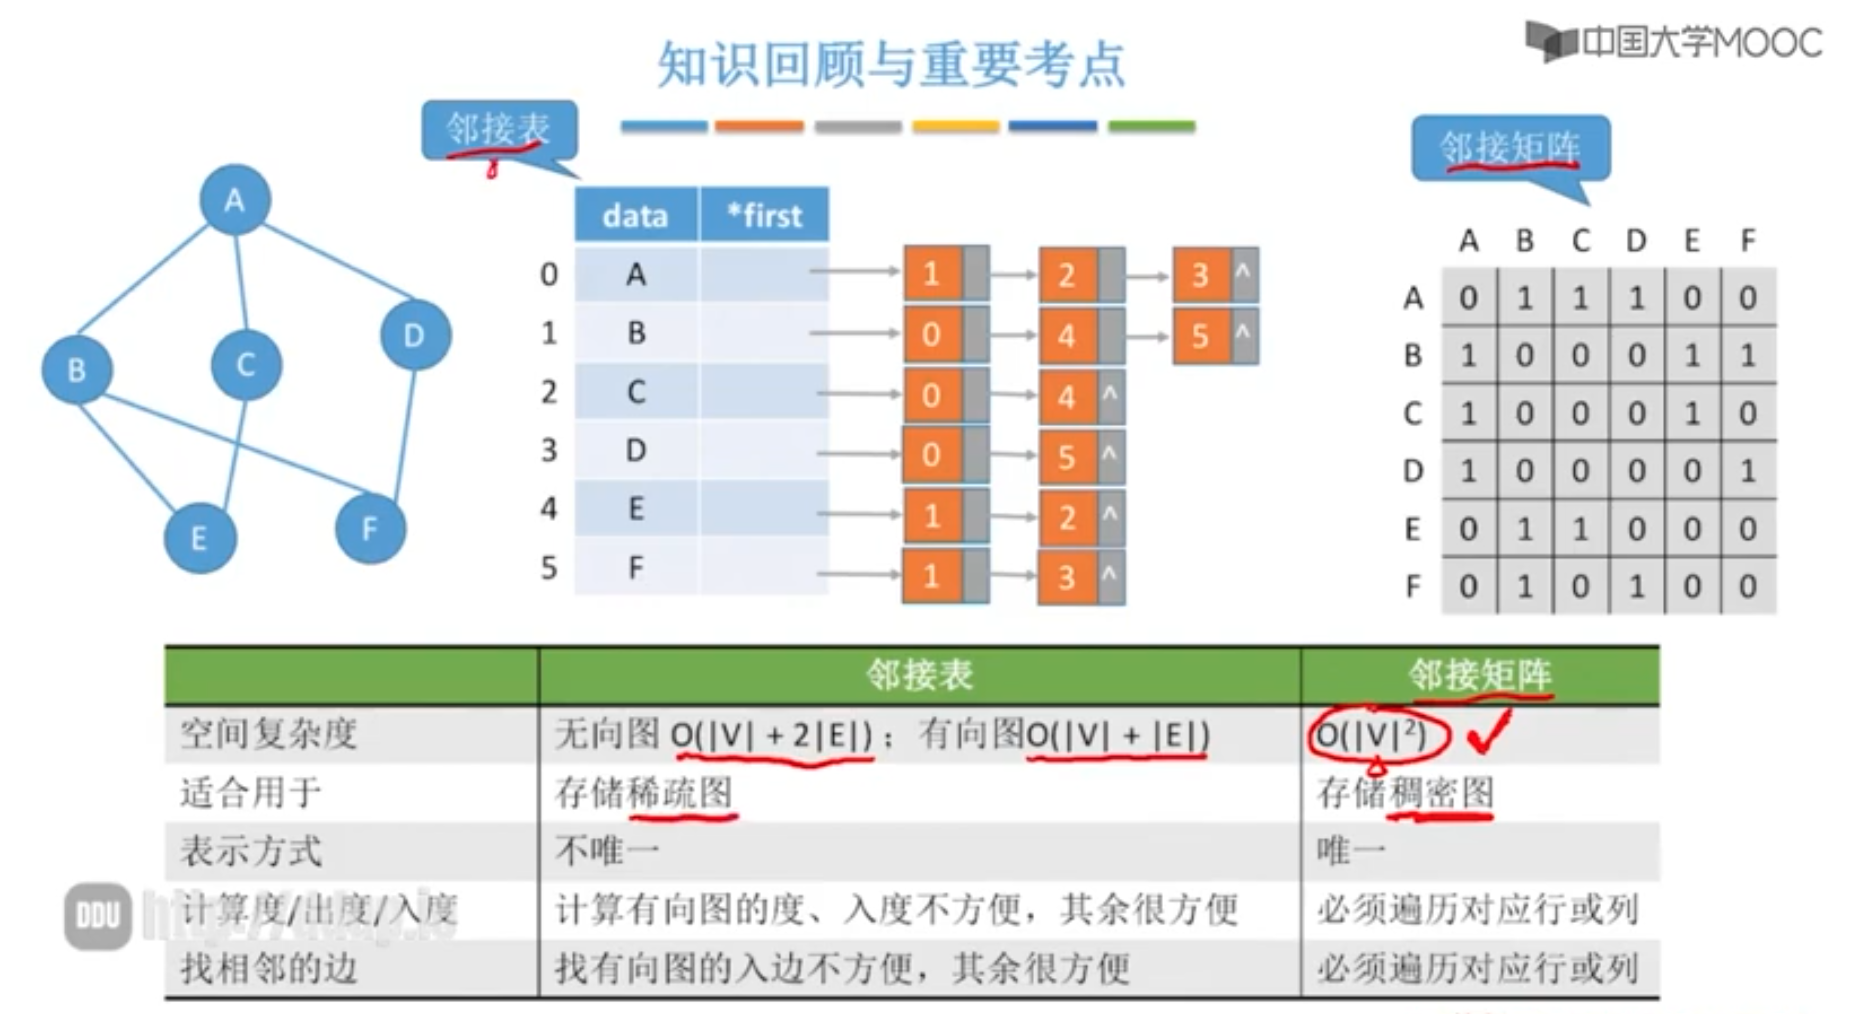 中国大学MOOC
知识回顾与重要考点
邻接表
邻接矩阵
A
B
C
D
E
F
data *first
0 A 1 2 3 ^
1 B 0 4 5 ^
2 C 0 4 ^
3 D 0 5 ^
4 E 1 2 ^
5 F 1 3 ^
A B C D E F
A 0 1 1 1 0 0
B 1 0 0 0 1 1
C 1 0 0 0 1 0
D 1 0 0 0 0 1
E 0 1 1 0 0 0
F 0 1 0 1 0 0
邻接表 邻接矩阵
空间复杂度 无向图 O(|V| + 2|E|)；有向图O(|V| + |E|) O(|V|²)
适合用于 存储稀疏图 存储稠密图
表示方式 不唯一 唯一
计算度/出度/入度 计算有向图的度、入度不方便，其余很方便 必须遍历对应行或列
找相邻的边 找有向图的入边不方便，其余很方便 必须遍历对应行或列
DDU